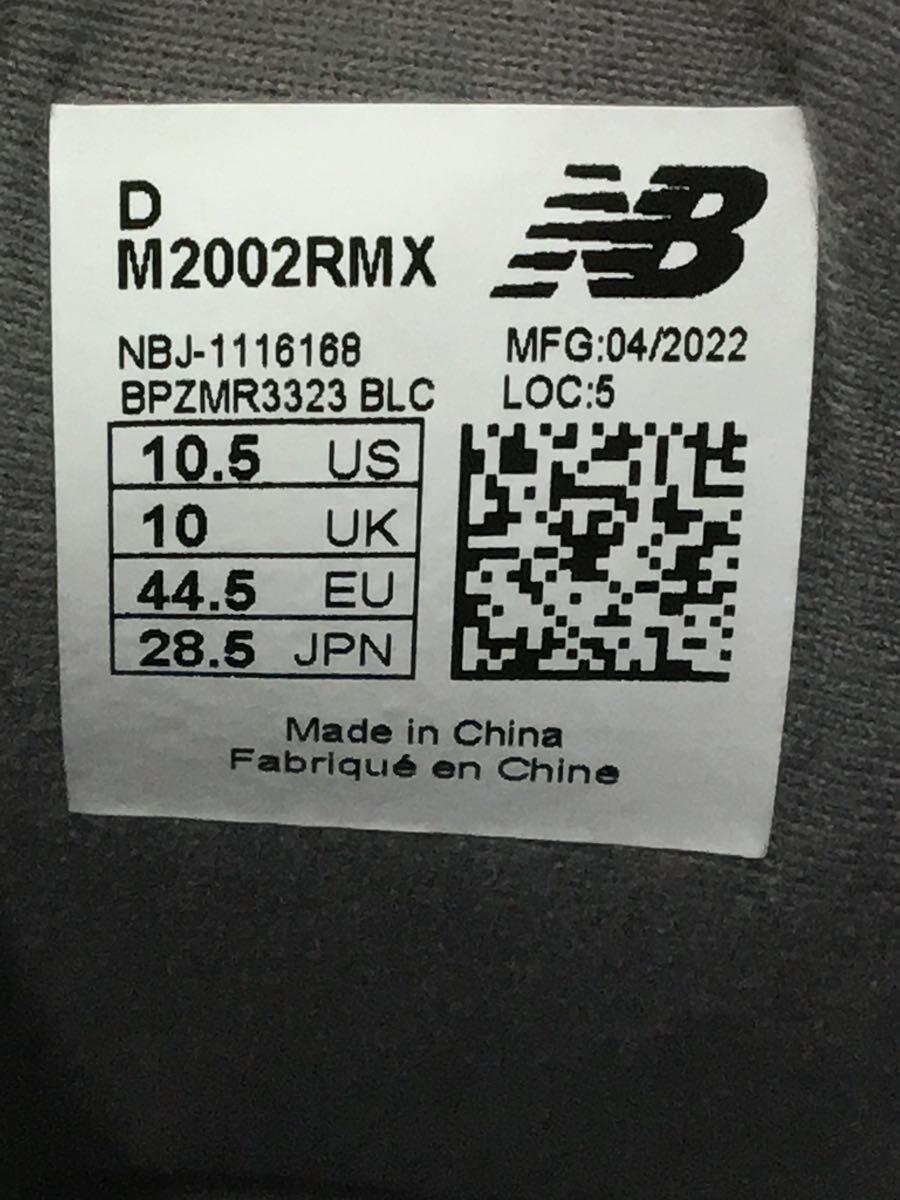 D
M2002RMX
NB
NBJ-1116168
BPZMR3323 BLC
MFG:04/2022
LOC:5
10.5 US
10 UK
44.5 EU
28.5 JPN
Made in China
Fabriqué en Chine